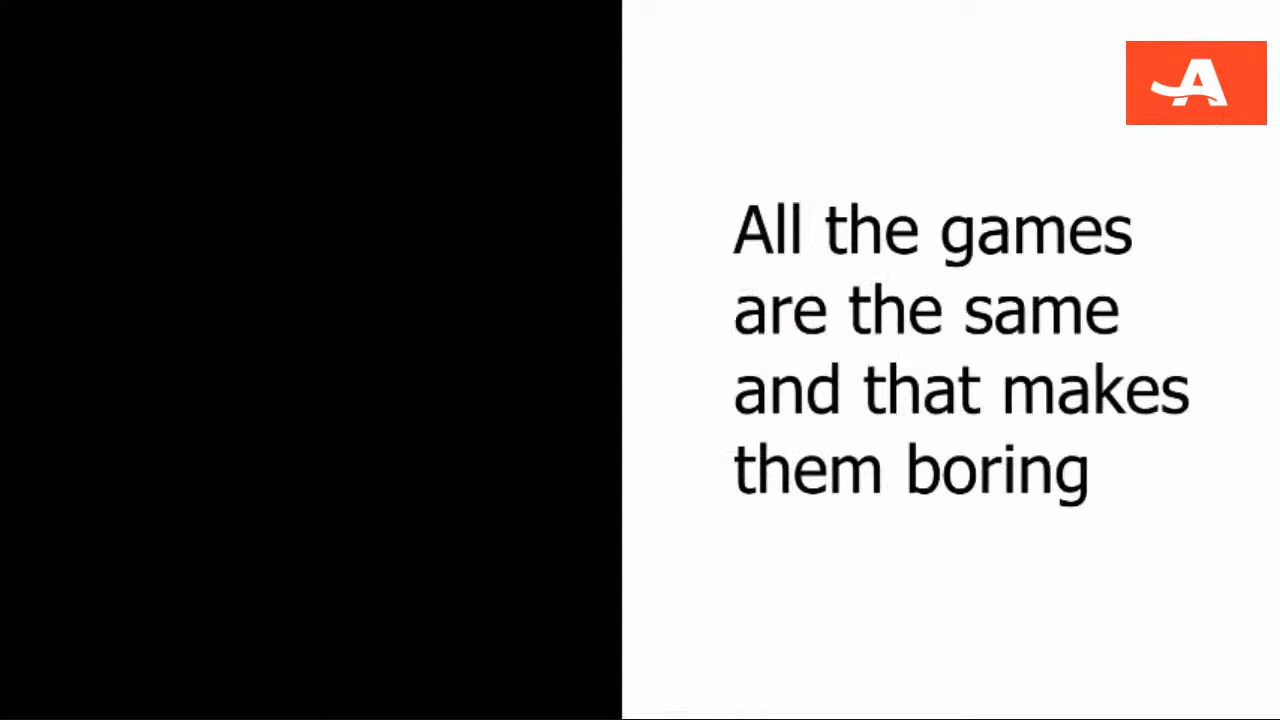 A
All the games
are the same
and that makes
them boring